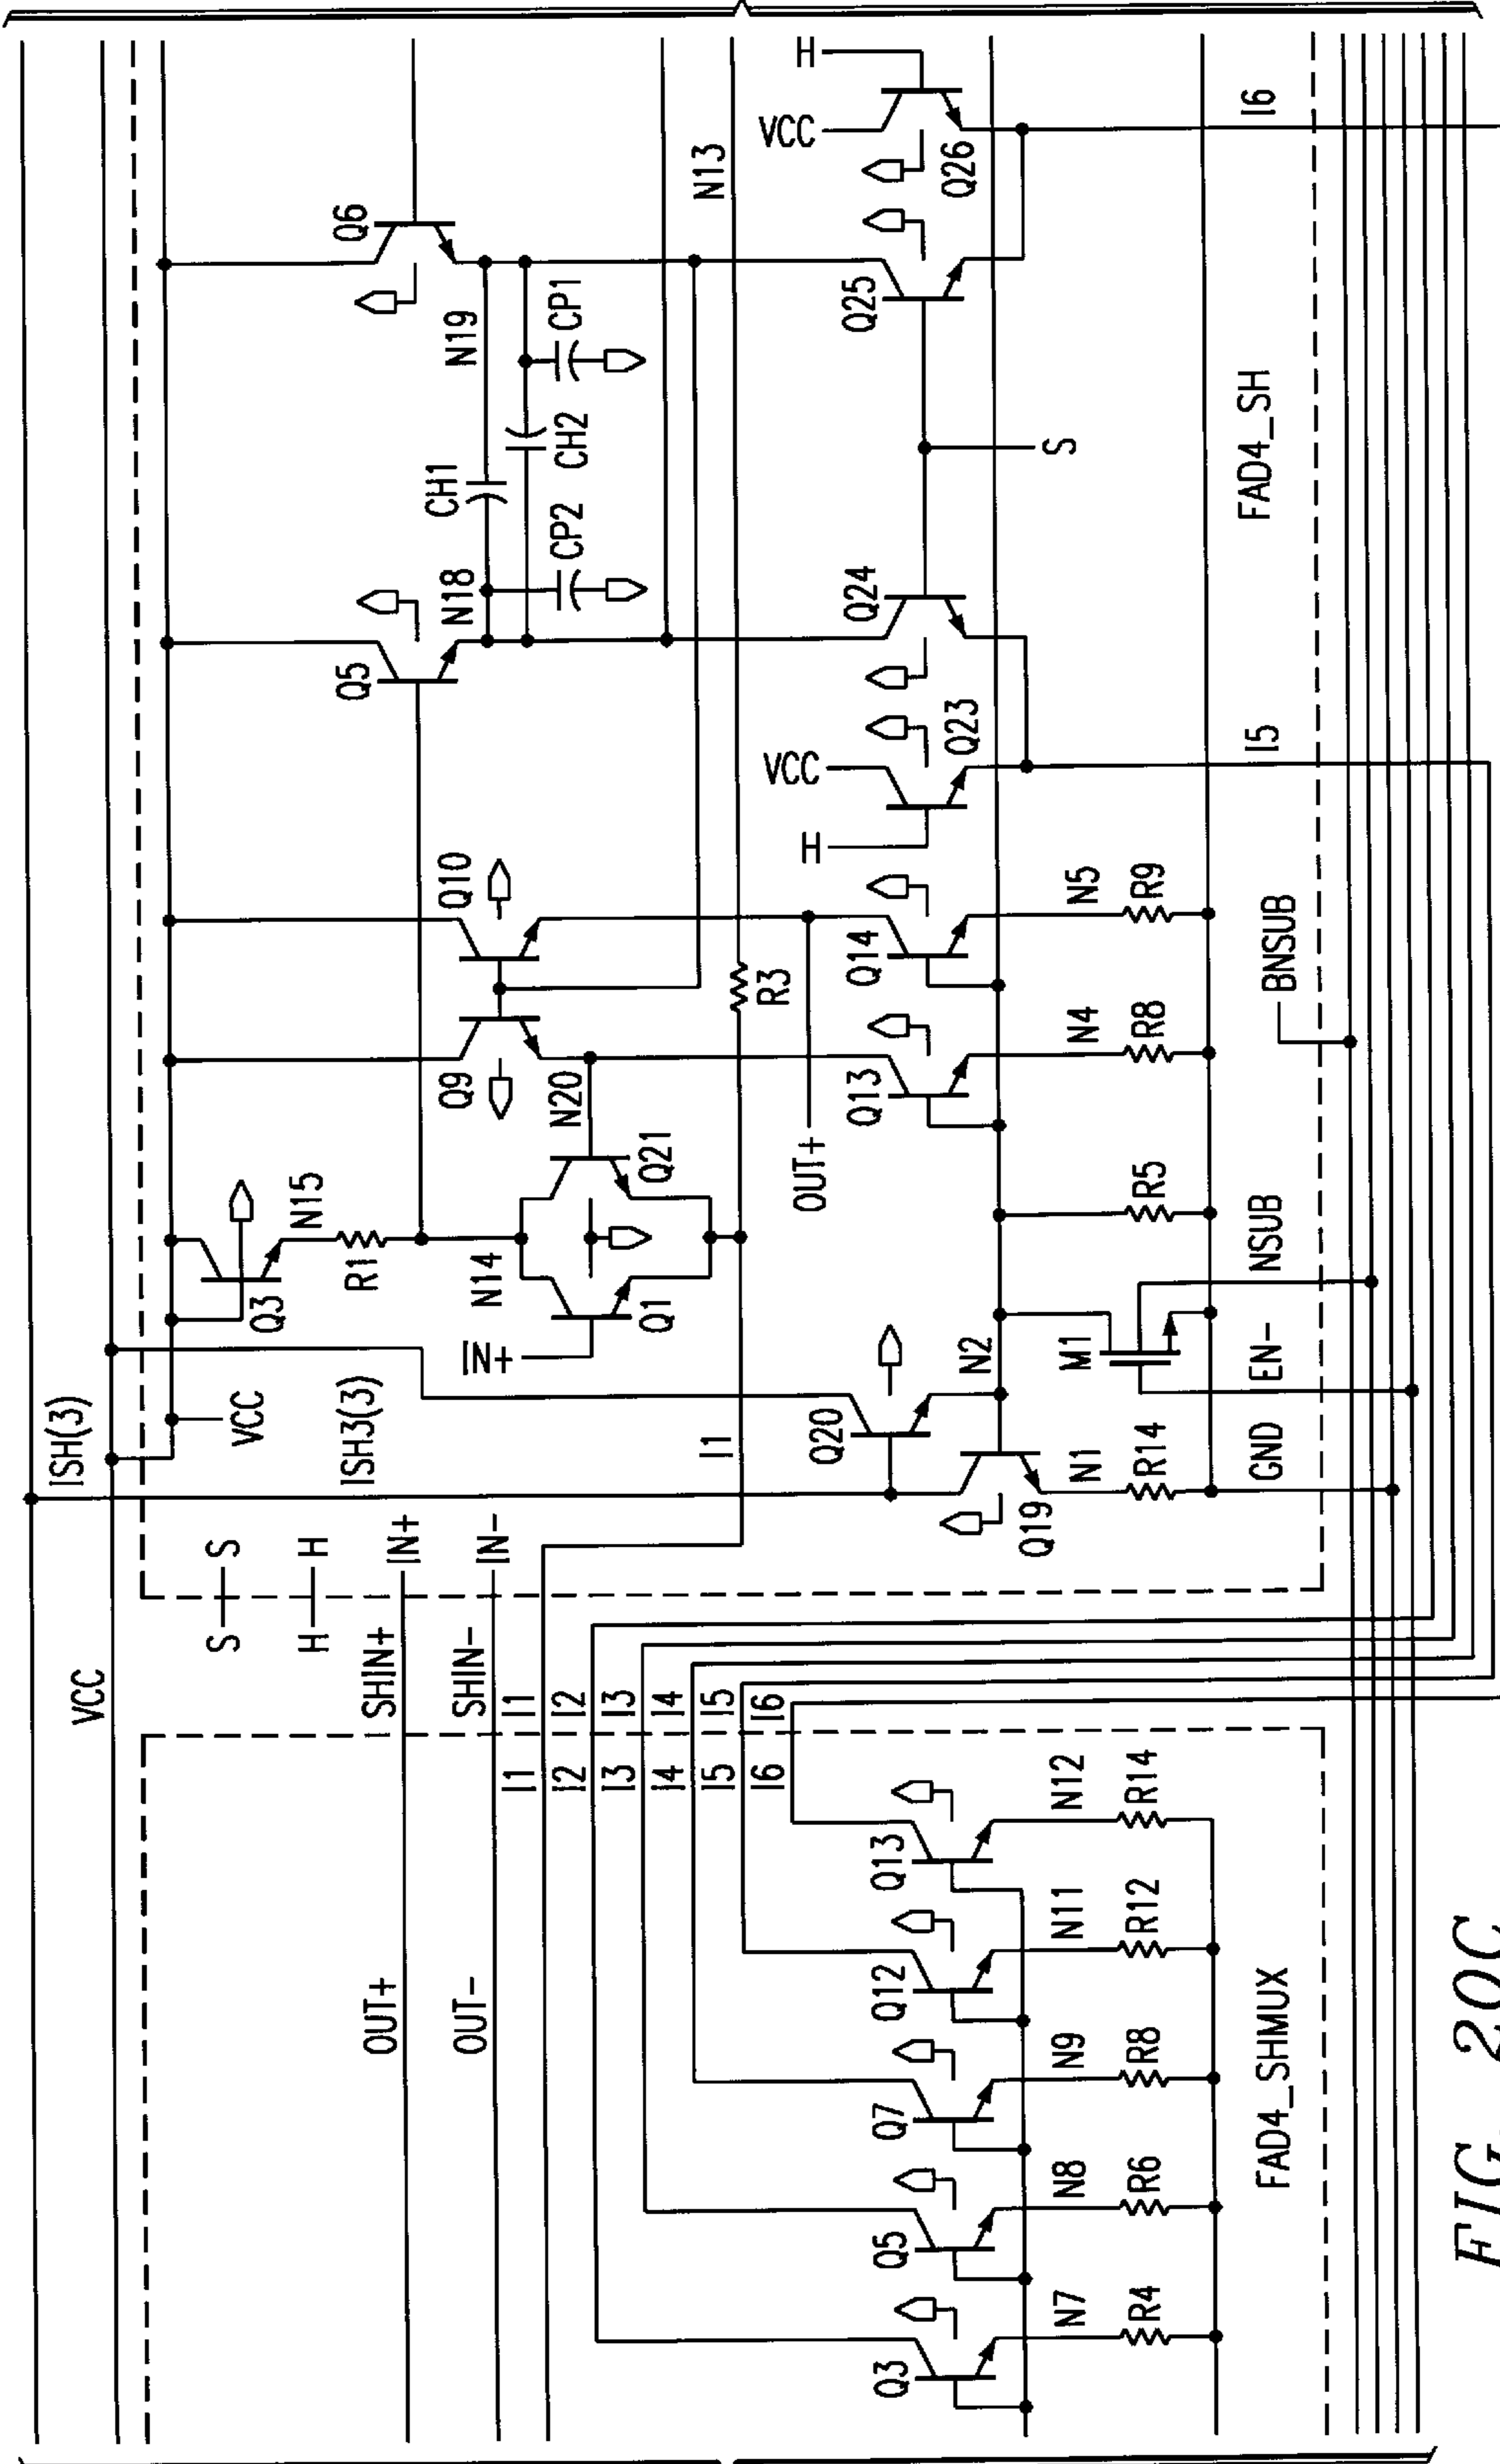 ISH(3)
VCC
S
S
H
H
SHIN+
IN+
SHIN-
IN-
OUT+
OUT-
I1
I2
I3
I4
I5
I6
I1
I2
I3
I4
I5
I6
Q3
Q5
Q7
Q12
Q13
N7
N8
N9
N11
N12
R4
R6
R8
R12
R14
FAD4_SHMUX
VCC
ISH3(3)
Q3
N15
R1
N14
IN+
Q1
Q21
N20
Q9
Q10
I1
R3
N13
OUT+
Q5
N18
CH1
CP2
CH2
CP1
N19
Q6
Q20
N2
Q19
N1
R14
GND
M1
EN-
NSUB
R5
Q13
N4
R8
Q14
N5
R9
BNSUB
H
VCC
Q23
Q24
I5
S
Q25
Q26
VCC
H
I6
FAD4_SH
FIG. 20C